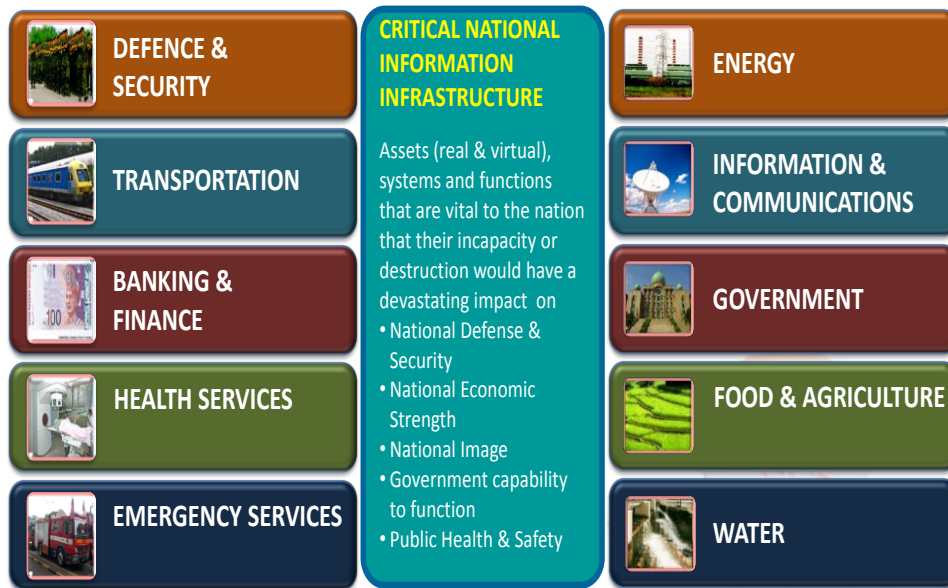 DEFENCE &
SECURITY
TRANSPORTATION
BANKING &
FINANCE
100
HEALTH SERVICES
EMERGENCY SERVICES
CRITICAL NATIONAL
INFORMATION
INFRASTRUCTURE
Assets (real & virtual),
systems and functions
that are vital to the nation
that their incapacity or
destruction would have a
devastating impact on
• National Defense &
Security
• National Economic
Strength
• National Image
• Government capability
to function
• Public Health & Safety
ENERGY
INFORMATION &
COMMUNICATIONS
GOVERNMENT
FOOD & AGRICULTURE
WATER